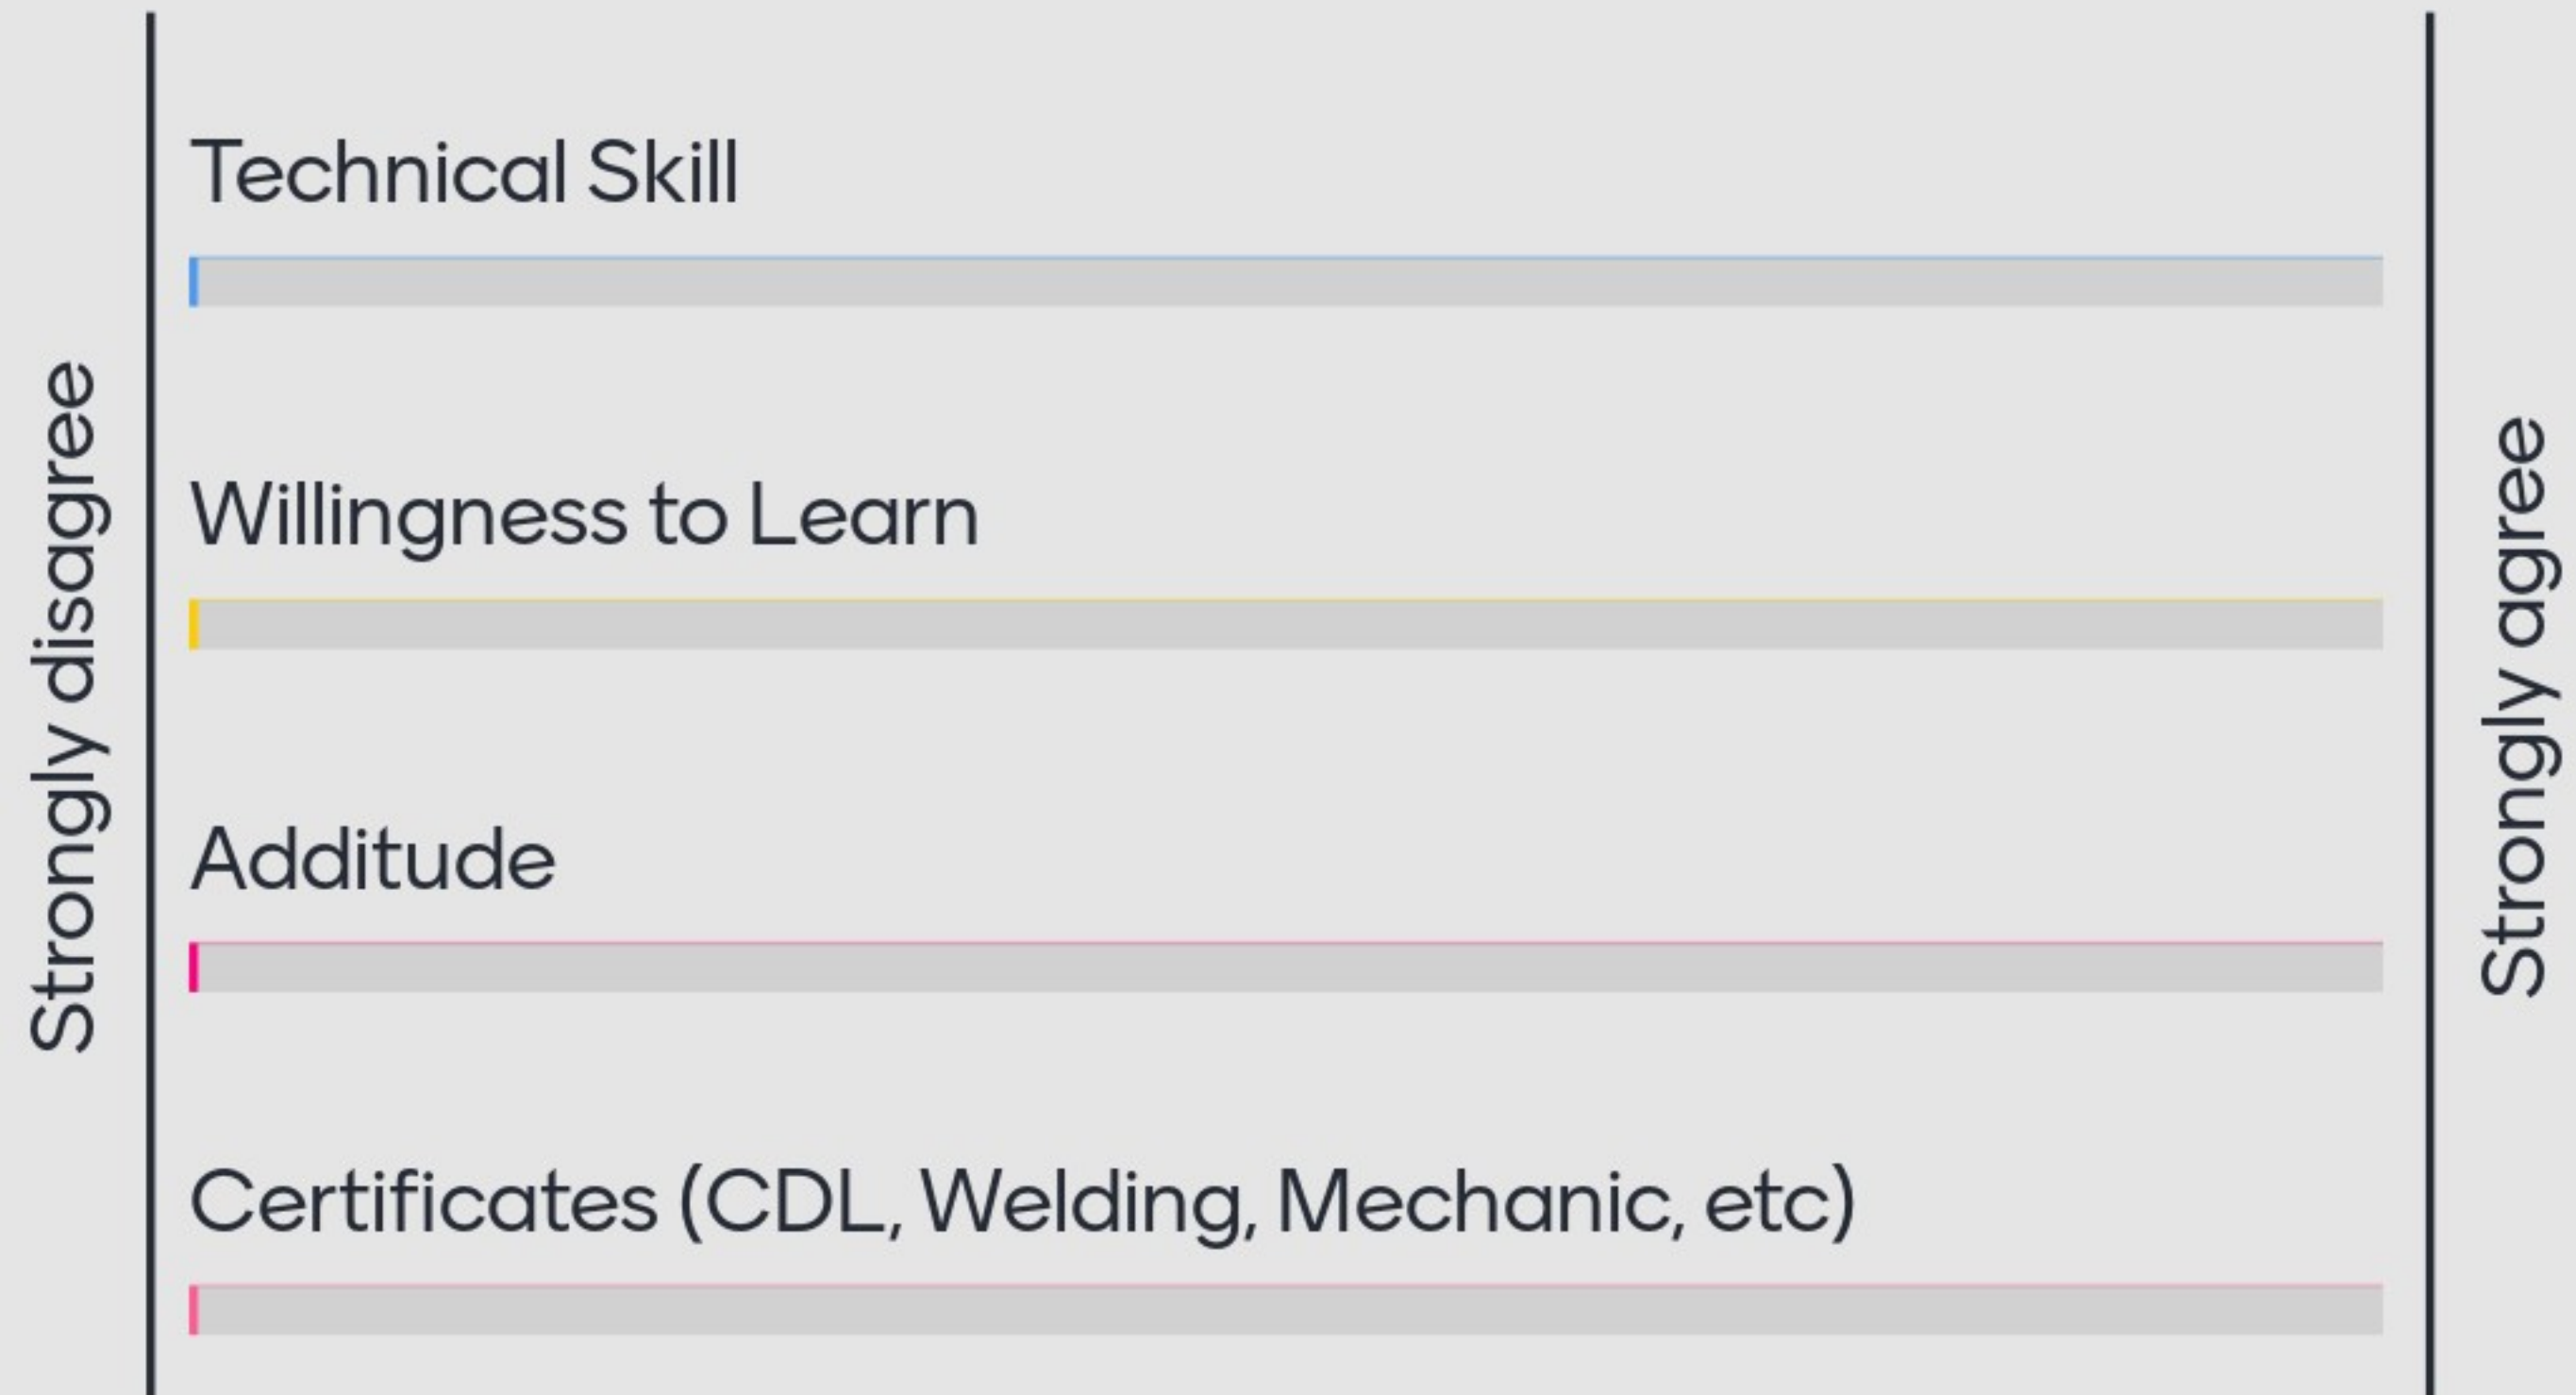 Strongly disagree
Technical Skill
Willingness to Learn
Additude
Certificates (CDL, Welding, Mechanic, etc)
Strongly agree